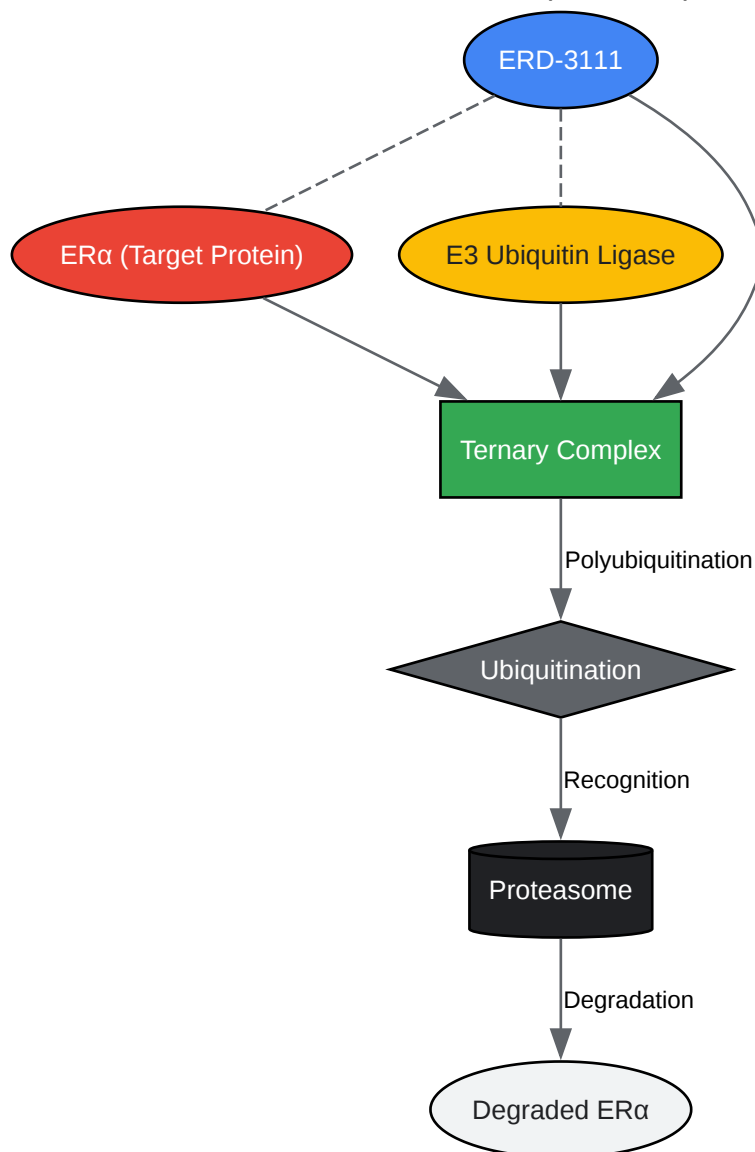 ERD-3111
ERα (Target Protein)
E3 Ubiquitin Ligase
Ternary Complex
Polyubiquitination
Ubiquitination
Recognition
Proteasome
Degradation
Degraded ERα